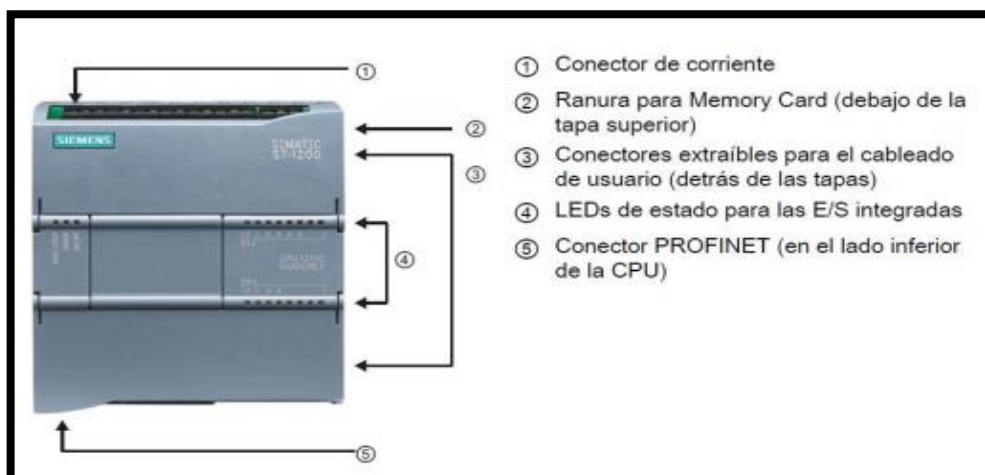 ① Conector de corriente
② Ranura para Memory Card (debajo de la
tapa superior)
③ Conectores extraíbles para el cableado
de usuario (detrás de las tapas)
④ LEDs de estado para las E/S integradas
⑤ Conector PROFINET (en el lado inferior
de la CPU)
①
②
③
④
⑤
SIEMENS
SIMATIC
S7-1200